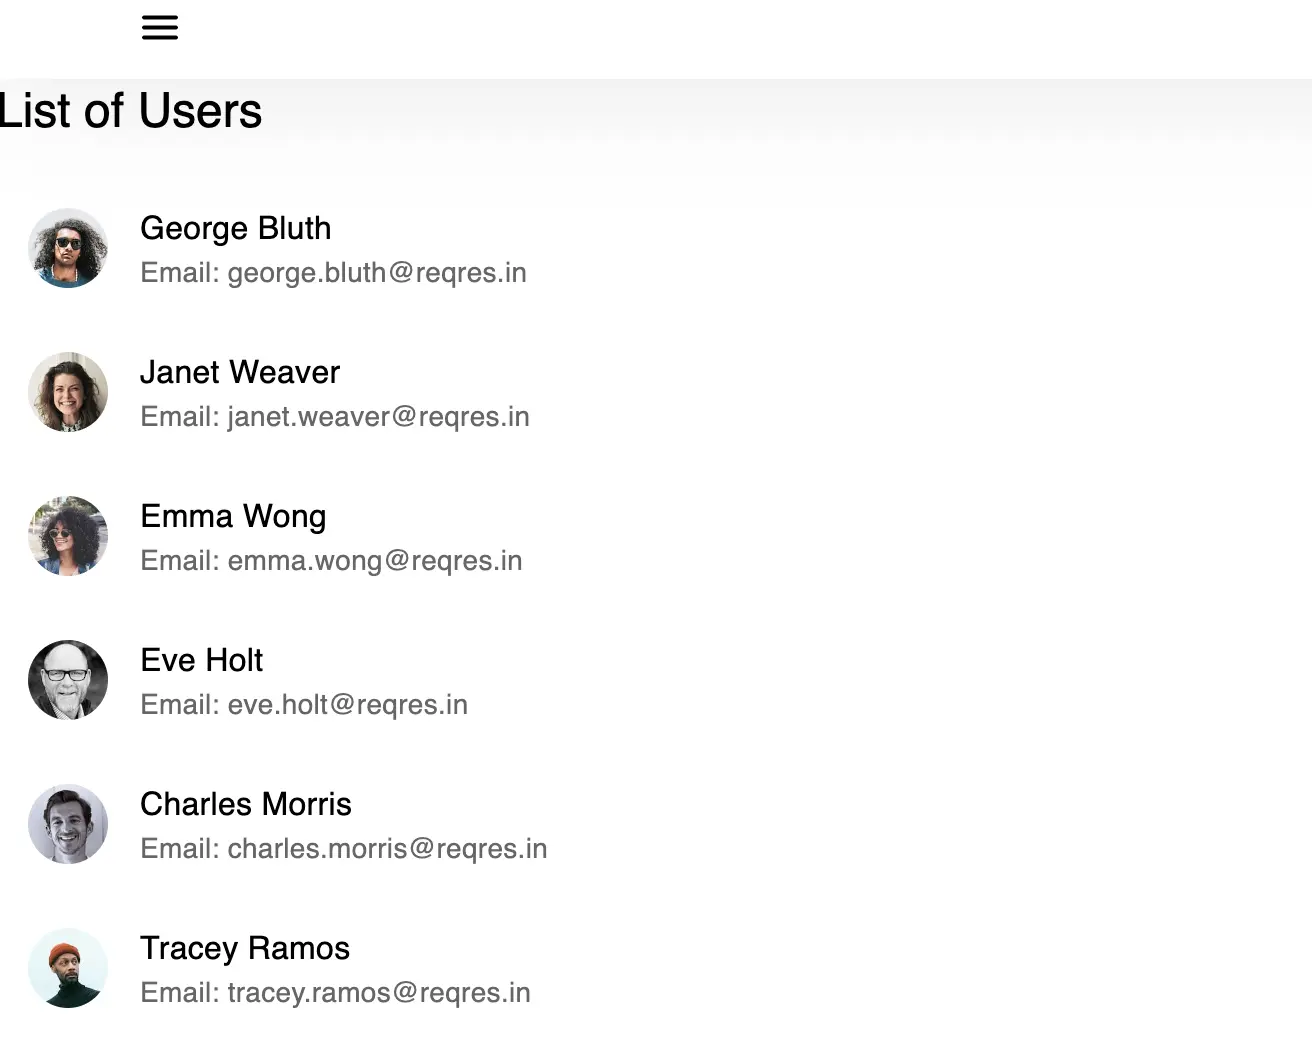 List of Users
George Bluth
Email: george.bluth@reqres.in
Janet Weaver
Email: janet.weaver@reqres.in
Emma Wong
Email: emma.wong@reqres.in
Eve Holt
Email: eve.holt@reqres.in
Charles Morris
Email: charles.morris@reqres.in
Tracey Ramos
Email: tracey.ramos@reqres.in